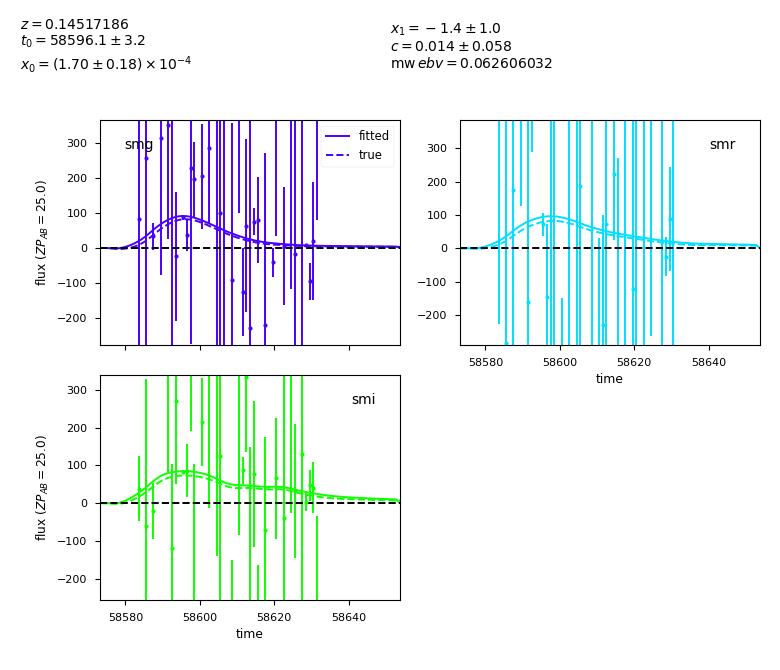 z = 0.14517186
t₀ = 58596.1 ± 3.2
x₀ = (1.70 ± 0.18) × 10⁻⁴
x₁ = −1.4 ± 1.0
c = 0.014 ± 0.058
mw ebv = 0.062606032
smg
fitted
true
300
200
100
0
−100
−200
flux (ZP_AB = 25.0)
smr
300
200
100
0
−100
−200
58580 58600 58620 58640
time
smi
300
200
100
0
−100
−200
flux (ZP_AB = 25.0)
58580 58600 58620 58640
time